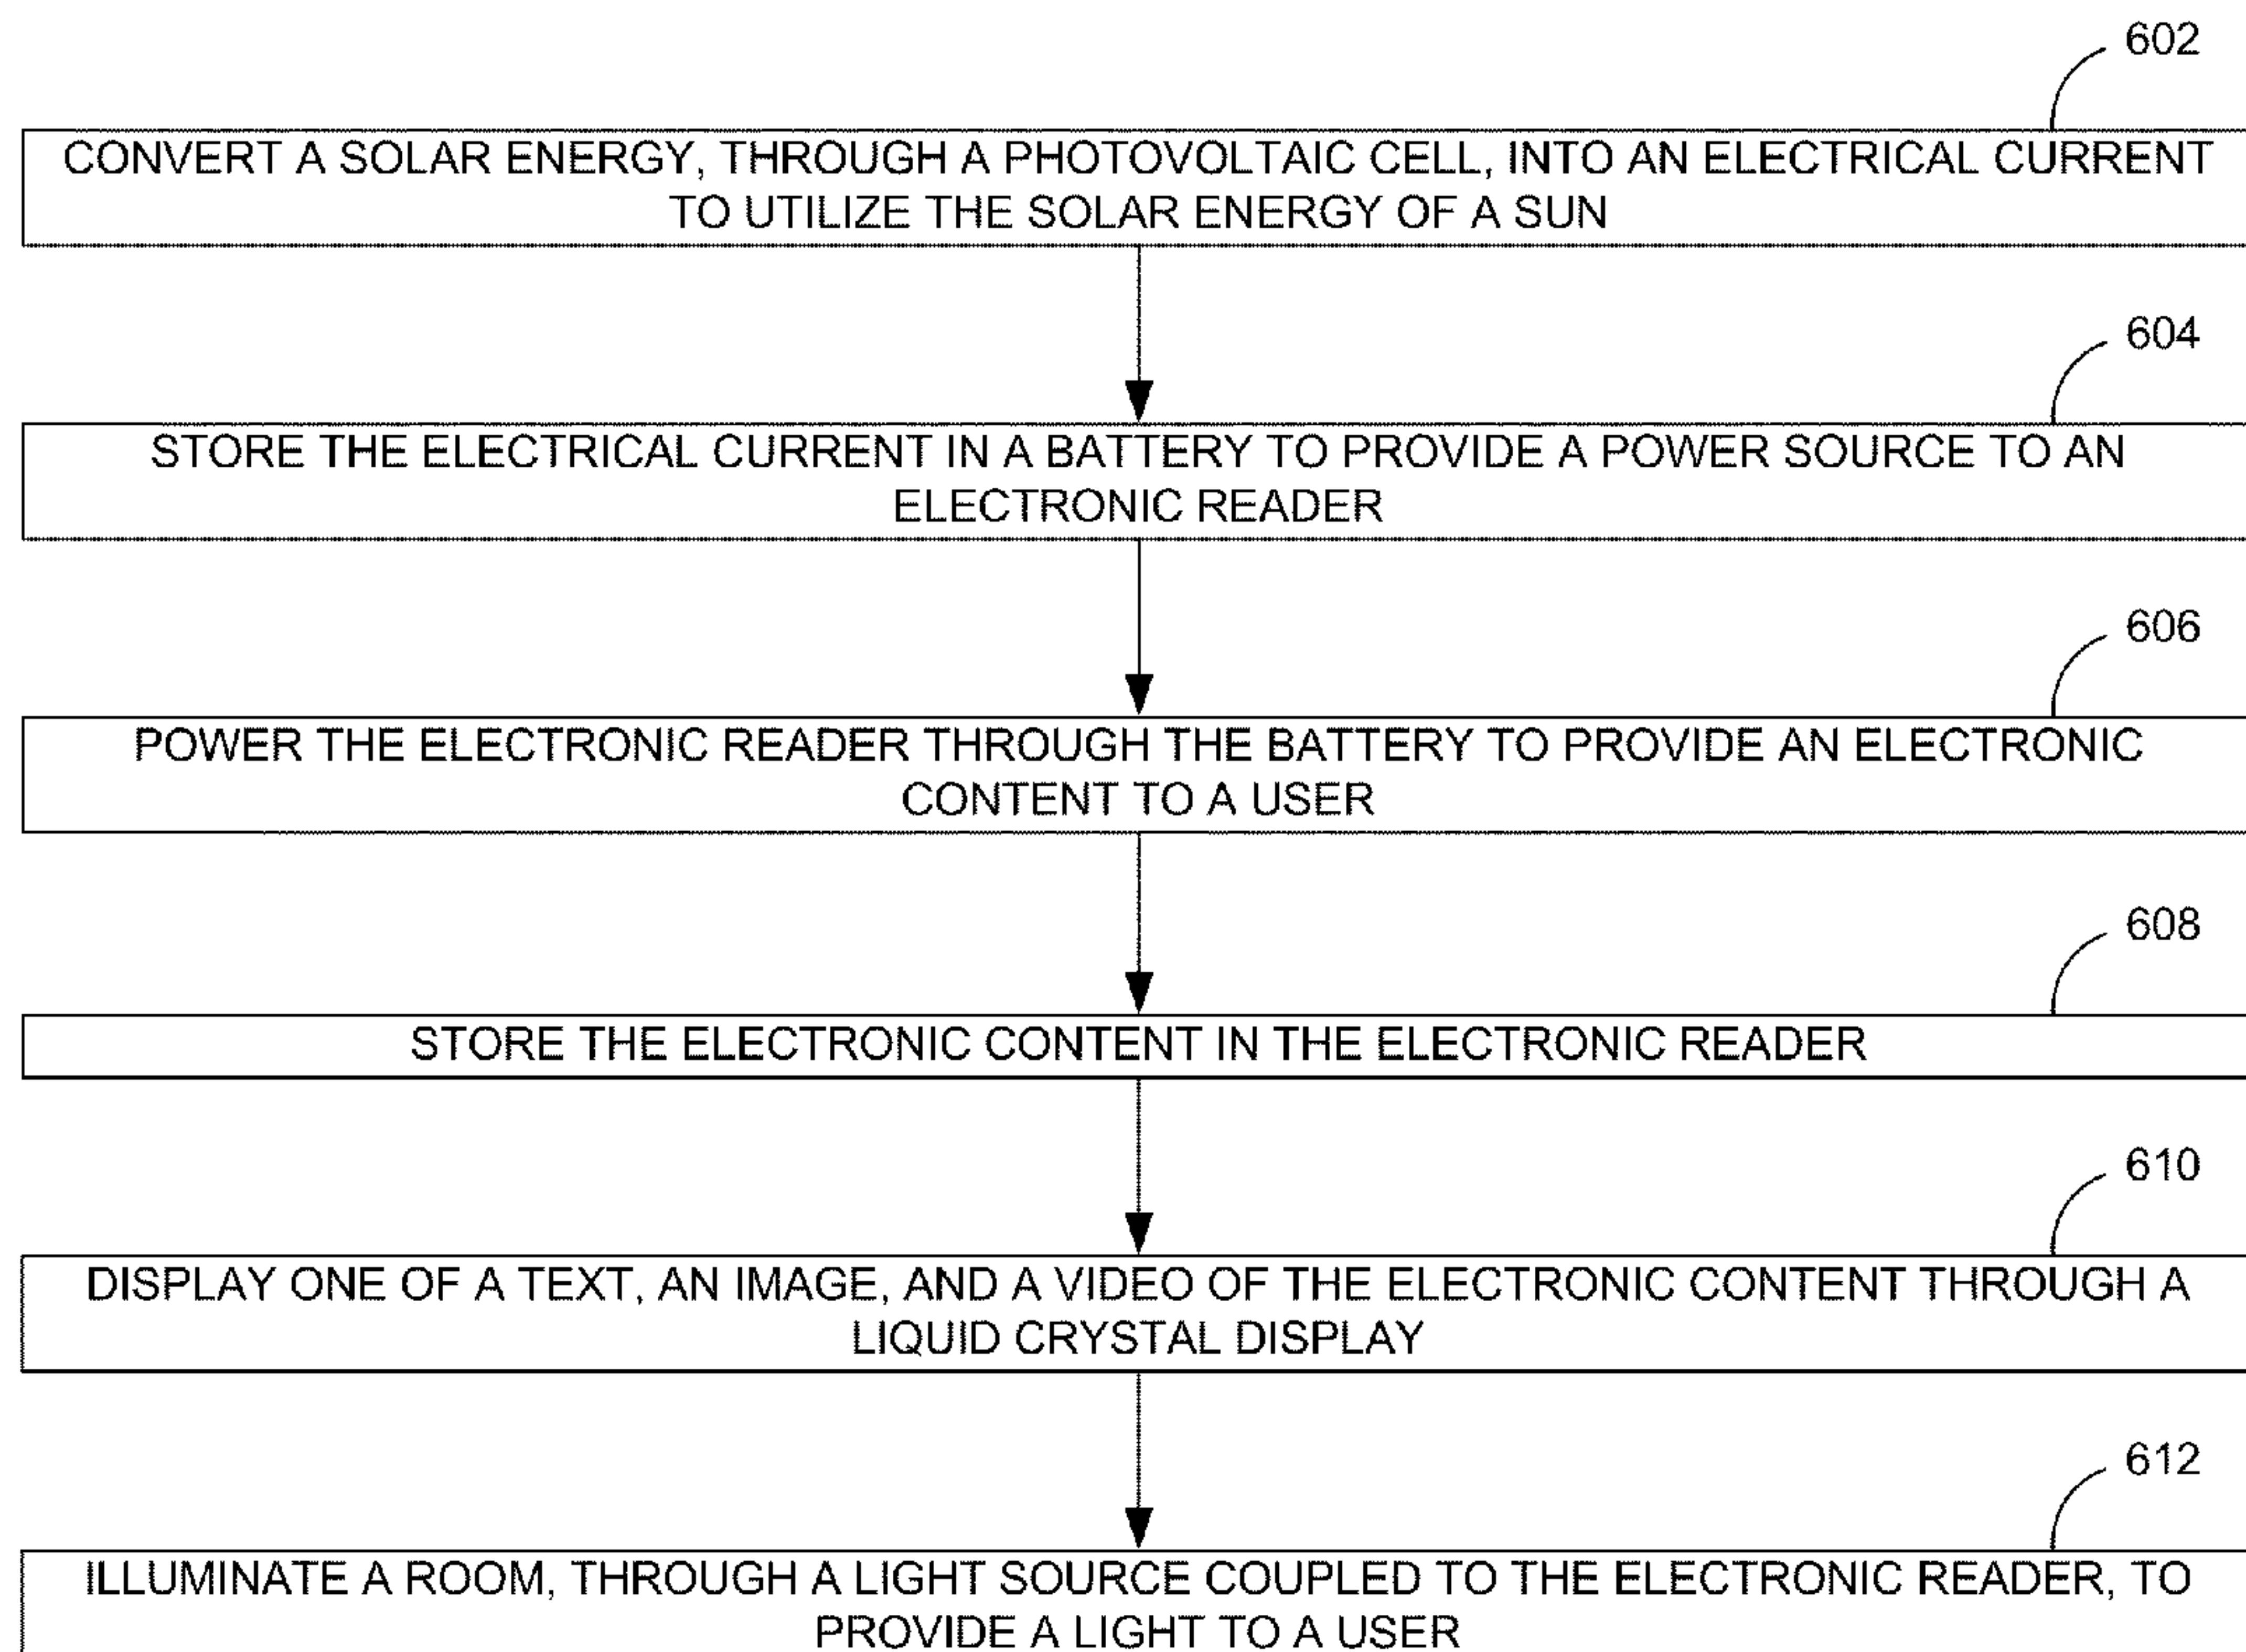 602
CONVERT A SOLAR ENERGY, THROUGH A PHOTOVOLTAIC CELL, INTO AN ELECTRICAL CURRENT
TO UTILIZE THE SOLAR ENERGY OF A SUN
604
STORE THE ELECTRICAL CURRENT IN A BATTERY TO PROVIDE A POWER SOURCE TO AN
ELECTRONIC READER
606
POWER THE ELECTRONIC READER THROUGH THE BATTERY TO PROVIDE AN ELECTRONIC
CONTENT TO A USER
608
STORE THE ELECTRONIC CONTENT IN THE ELECTRONIC READER
610
DISPLAY ONE OF A TEXT, AN IMAGE, AND A VIDEO OF THE ELECTRONIC CONTENT THROUGH A
LIQUID CRYSTAL DISPLAY
612
ILLUMINATE A ROOM, THROUGH A LIGHT SOURCE COUPLED TO THE ELECTRONIC READER, TO
PROVIDE A LIGHT TO A USER